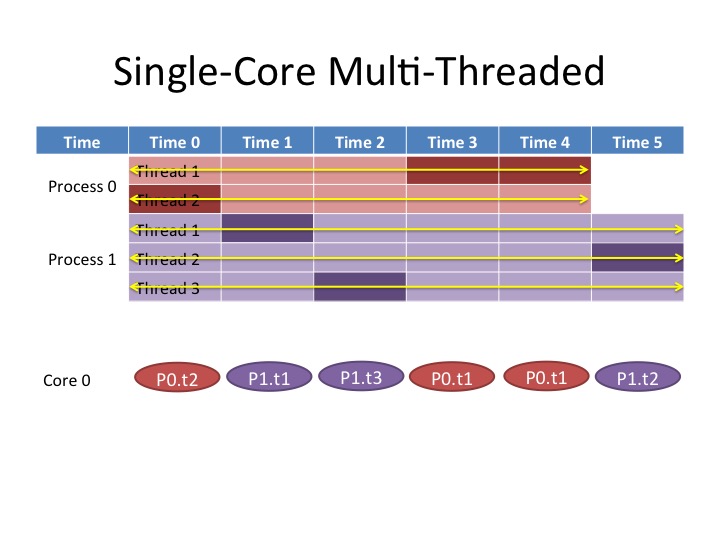 Single-Core Multi-Threaded
Time Time 0 Time 1 Time 2 Time 3 Time 4 Time 5
Process 0
Thread 1
Thread 2
Process 1
Thread 1
Thread 2
Thread 3
Core 0 P0.t2 P1.t1 P1.t3 P0.t1 P0.t1 P1.t2